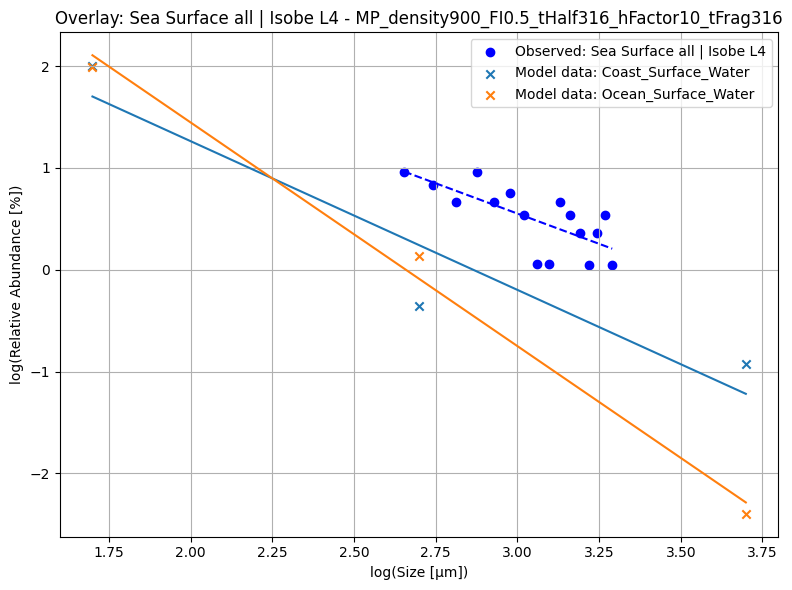 Overlay: Sea Surface all | Isobe L4 - MP_density900_FI0.5_tHalf316_hFactor10_tFrag316
Observed: Sea Surface all | Isobe L4
Model data: Coast_Surface_Water
Model data: Ocean_Surface_Water
log(Relative Abundance [%])
2
1
0
−1
−2
1.75 2.00 2.25 2.50 2.75 3.00 3.25 3.50 3.75
log(Size [μm])